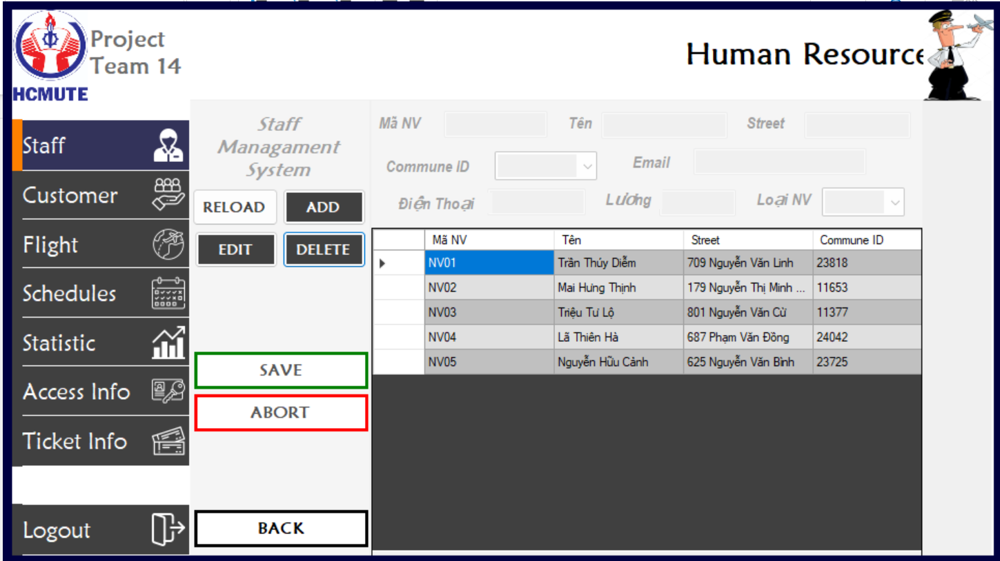 Project
Team 14
HCMUTE
Human Resource
Staff
Customer
Flight
Schedules
Statistic
Access Info
Ticket Info
Logout
Staff
Managament
System
RELOAD ADD
EDIT DELETE
SAVE
ABORT
BACK
Mã NV Tên Street
Commune ID Email
Điện Thoại Lương Loại NV
Mã NV Tên Street Commune ID
NV01 Trần Thúy Diễm 709 Nguyễn Văn Linh 23818
NV02 Mai Hưng Thịnh 179 Nguyễn Thị Minh ... 11653
NV03 Triệu Tư Lộ 801 Nguyễn Văn Cừ 11377
NV04 Lã Thiên Hà 687 Phạm Văn Đồng 24042
NV05 Nguyễn Hữu Cảnh 625 Nguyễn Văn Bình 23725